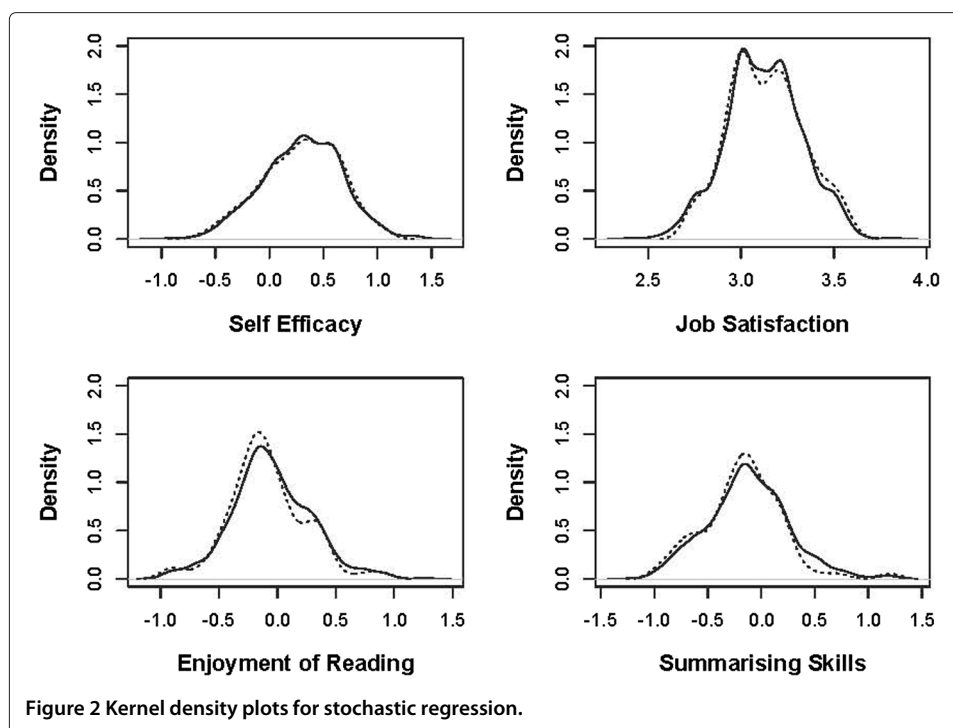 2.0
1.5
1.0
0.5
0.0
Density
-1.0 -0.5 0.0 0.5 1.0 1.5
Self Efficacy
2.0
1.5
1.0
0.5
0.0
Density
2.5 3.0 3.5 4.0
Job Satisfaction
2.0
1.5
1.0
0.5
0.0
Density
-1.0 -0.5 0.0 0.5 1.0 1.5
Enjoyment of Reading
2.0
1.5
1.0
0.5
0.0
Density
-1.5 -1.0 -0.5 0.0 0.5 1.0 1.5
Summarising Skills
Figure 2 Kernel density plots for stochastic regression.